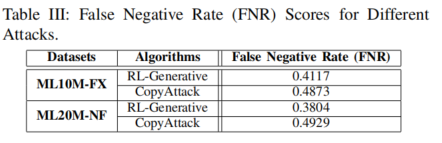 Table III: False Negative Rate (FNR) Scores for Different
Attacks.
Datasets Algorithms False Negative Rate (FNR)
ML10M-FX RL-Generative 0.4117
CopyAttack 0.4873
ML20M-NF RL-Generative 0.3804
CopyAttack 0.4929